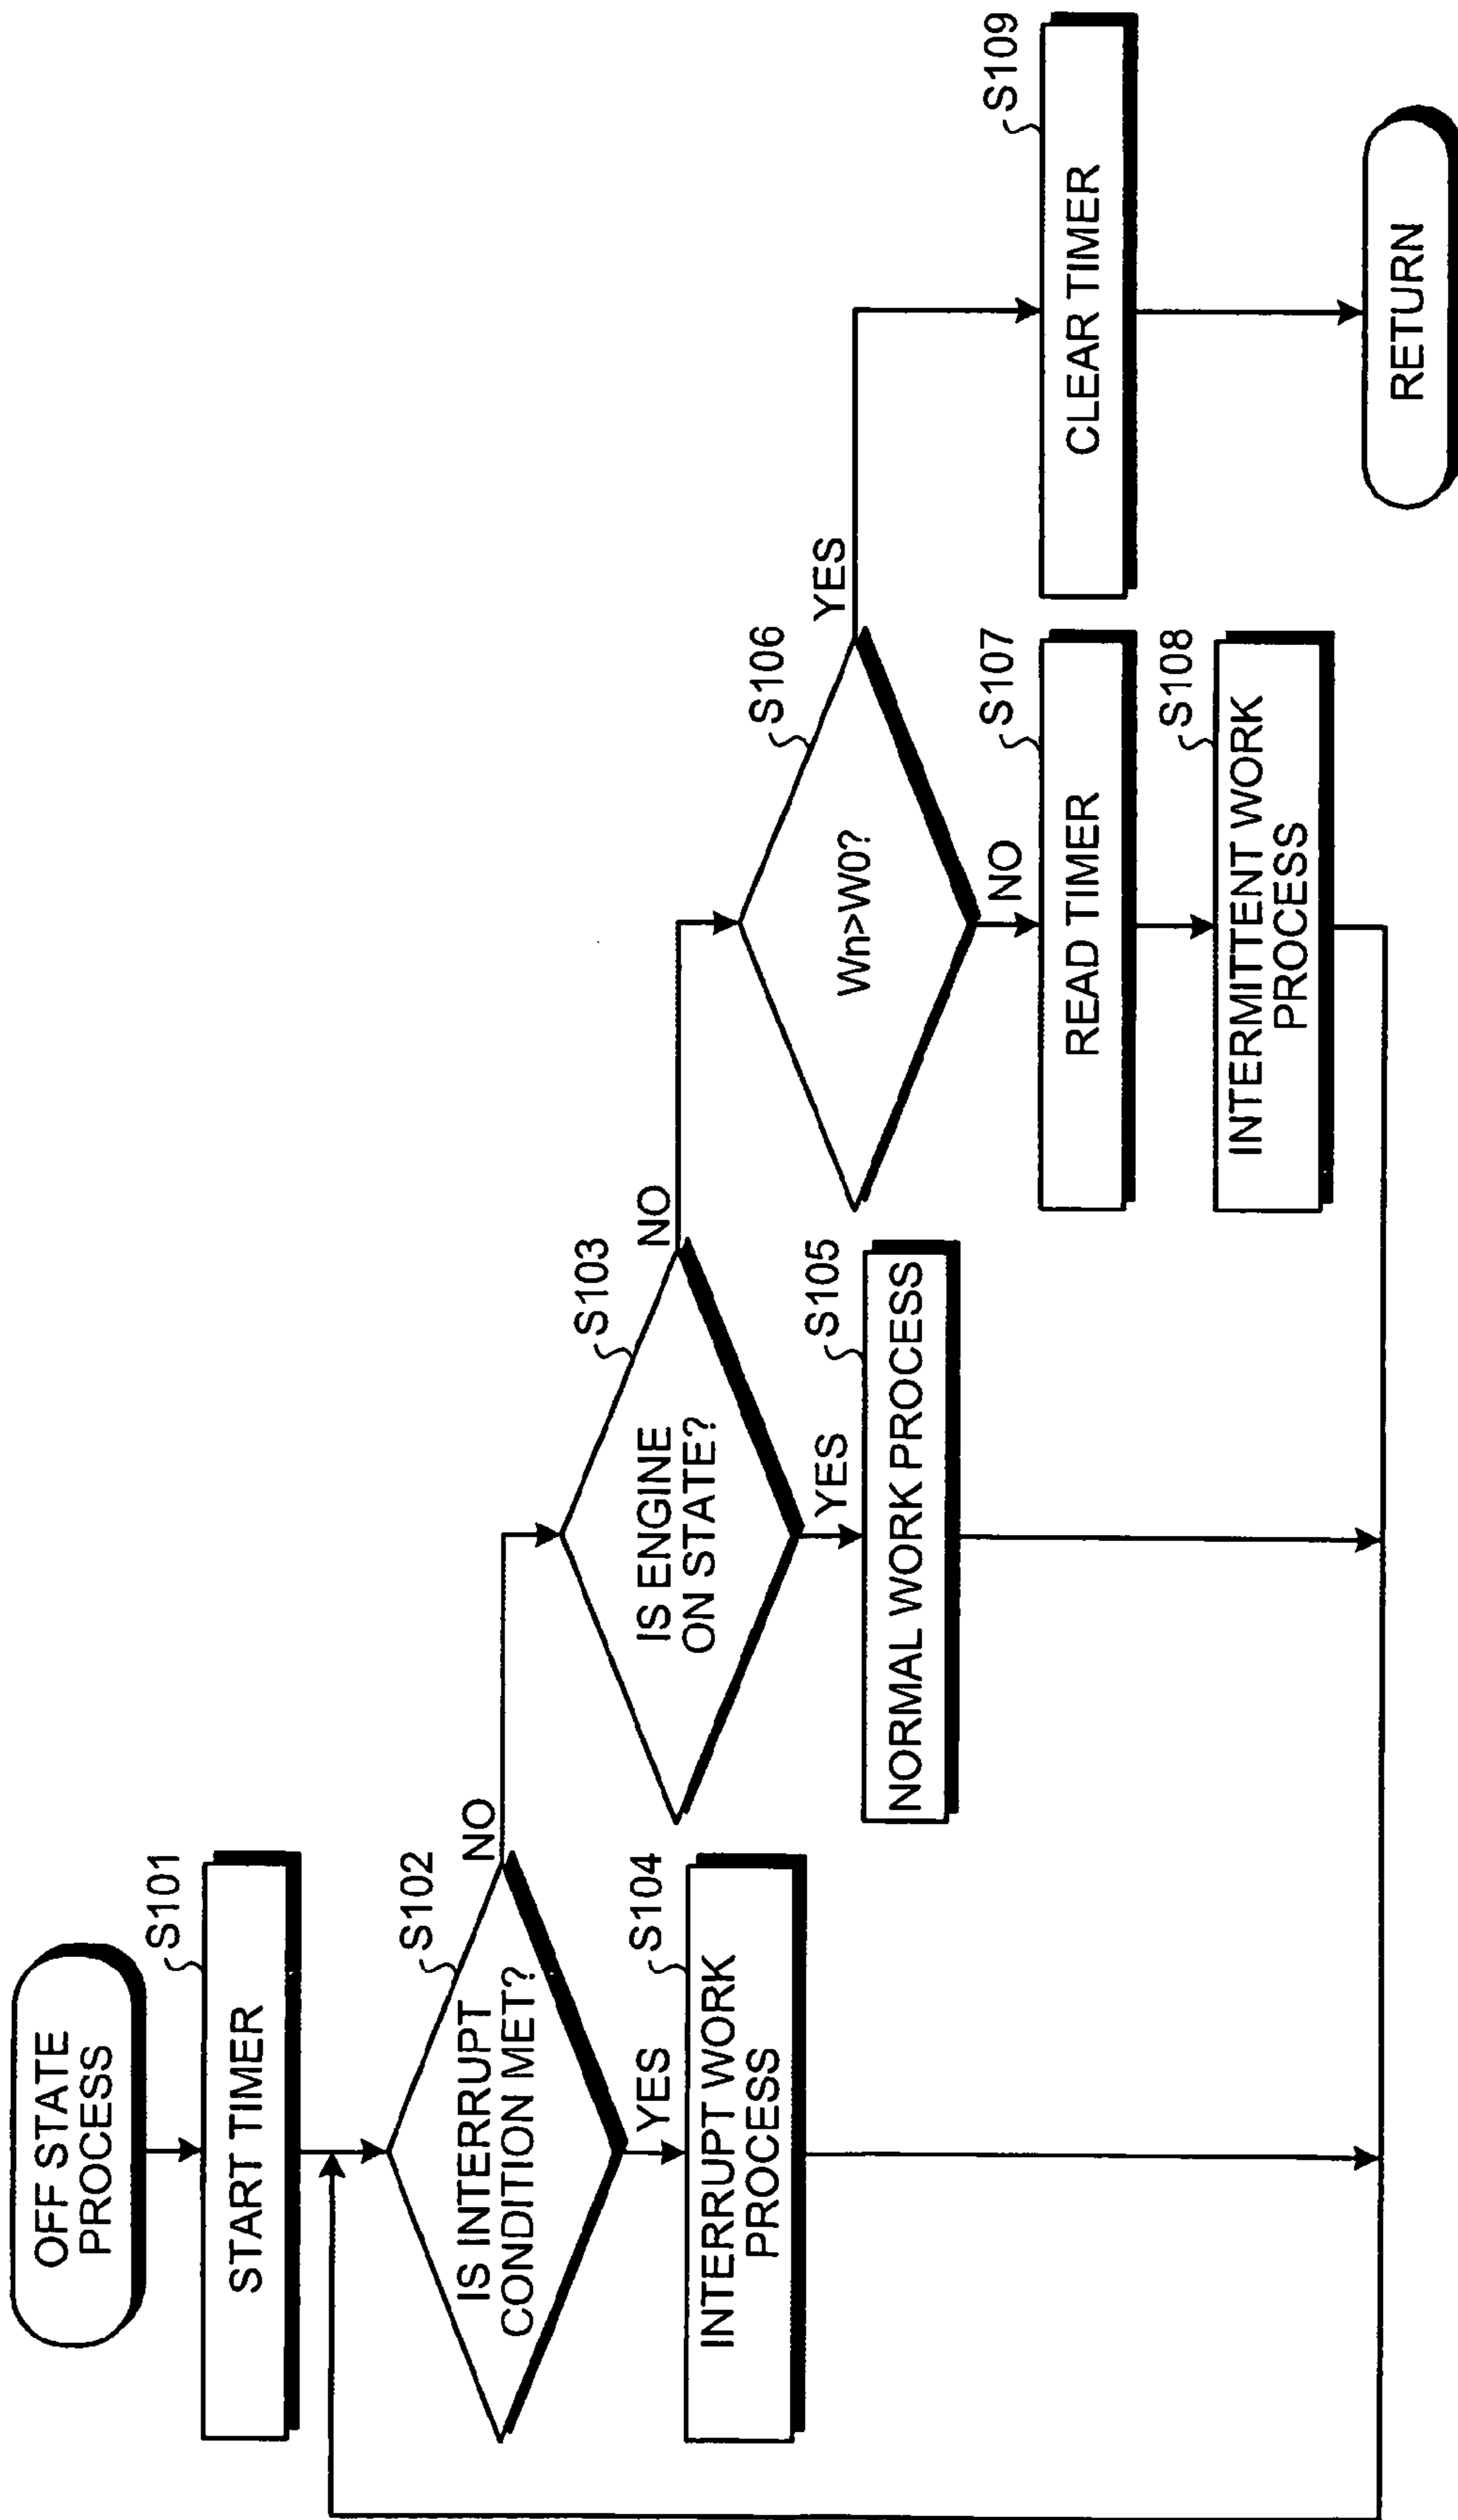 OFF STATE
PROCESS
S101
START TIMER
S102
IS INTERRUPT
CONDITION MET?
NO
YES
S104
INTERRUPT WORK
PROCESS
S103
IS ENGINE
ON STATE?
NO
YES
S105
NORMAL WORK PROCESS
S106
Wn>W0?
YES
NO
S107
READ TIMER
S108
INTERMITTENT WORK
PROCESS
S109
CLEAR TIMER
RETURN